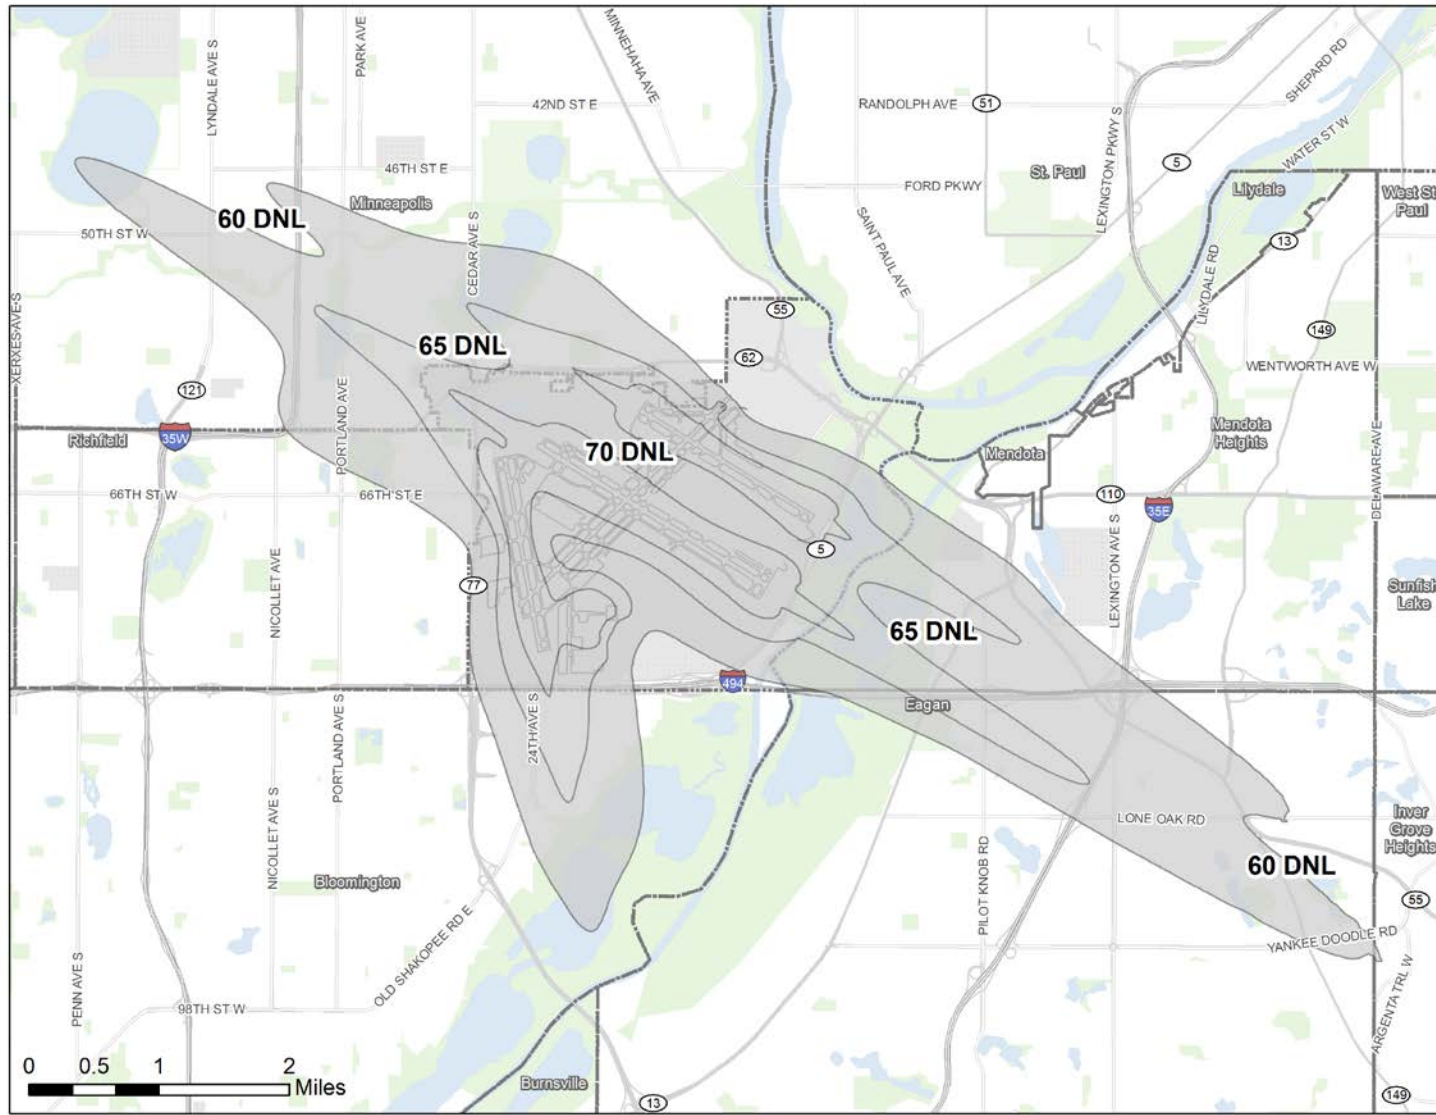 MINNEHAHA AVE
SHEPARD RD
PARK AVE
LYNDALE AVE S
42ND ST E
RANDOLPH AVE
51
LEXINGTON PKWY S
WATER ST W
46TH ST E
5
St. Paul
FORD PKWY
Lilydale
West St.
Paul
Minneapolis
60 DNL
50TH ST W
CEDAR AVE S
SAINT PAUL AVE
13
LILYDALE RD
XERXES AVE S
55
149
65 DNL
62
WENTWORTH AVE W
121
PORTLAND AVE
35W
Richfield
70 DNL
Mendota
Mendota
Heights
DELAWARE AVE
66TH ST W
66TH ST E
110
35E
5
LEXINGTON AVE S
77
NICOLLET AVE
Sunfish
Lake
65 DNL
494
Eagan
24TH AVE S
PORTLAND AVE S
NICOLLET AVE S
LONE OAK RD
Inver
Grove
Heights
PILOT KNOB RD
60 DNL
Bloomington
55
OLD SHAKOPEE RD E
YANKEE DOODLE RD
PENN AVE S
98TH ST W
ARGENTA TRL W
0 0.5 1 2
Miles
Burnsville
13
149